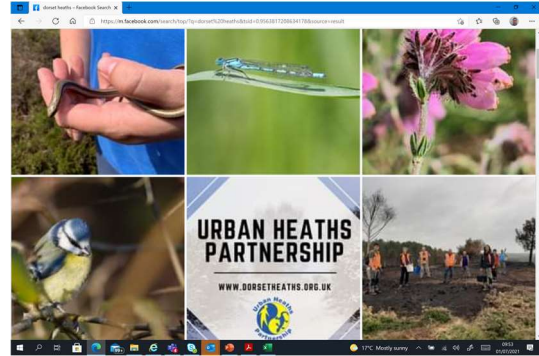 dorset heaths - Facebook Search
https://m.facebook.com/search/top/?q=dorset%20heaths&tsid=0.9563817298634178&source=result
URBAN HEATHS
PARTNERSHIP
WWW.DORSETHEATHS.ORG.UK
Urban Heaths
Partnership
17°C Mostly sunny
09:53
01/07/2021